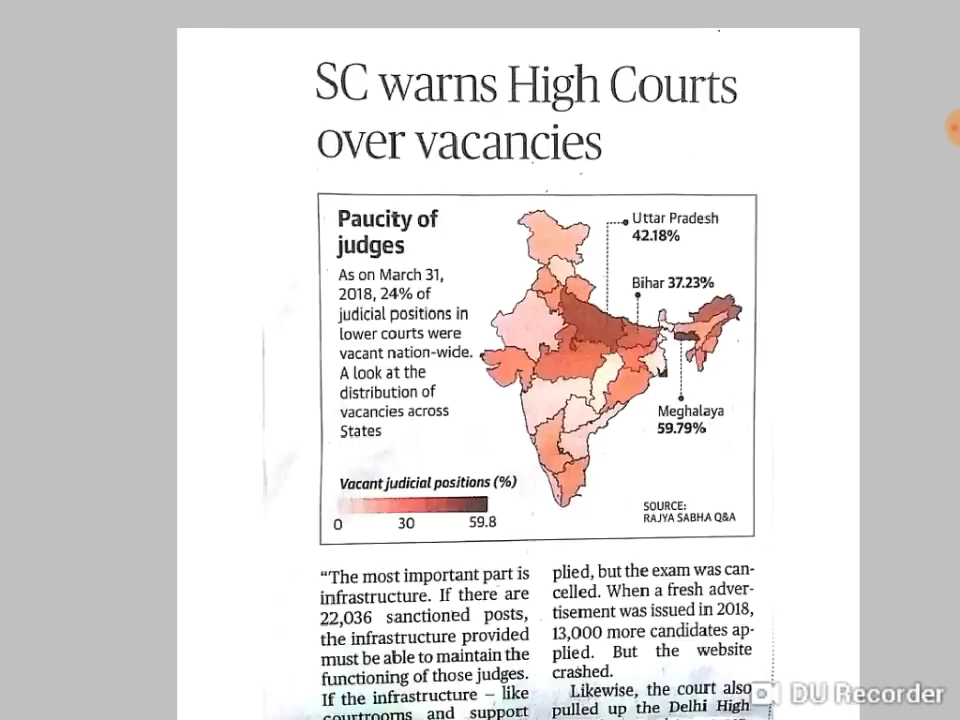 SC warns High Courts
over vacancies
Paucity of
judges
As on March 31,
2018, 24% of
judicial positions in
lower courts were
vacant nation-wide.
A look at the
distribution of
vacancies across
States
Uttar Pradesh
42.18%
Bihar 37.23%
Meghalaya
59.79%
Vacant judicial positions (%)
0 30 59.8
SOURCE:
RAJYA SABHA Q&A
“The most important part is
infrastructure. If there are
22,036 sanctioned posts,
the infrastructure provided
must be able to maintain the
functioning of those judges.
If the infrastructure – like
courtrooms and support
plied, but the exam was can-
celled. When a fresh adver-
tisement was issued in 2018,
13,000 more candidates ap-
plied. But the website
crashed.
Likewise, the court also
pulled up the Delhi High
DU Recorder